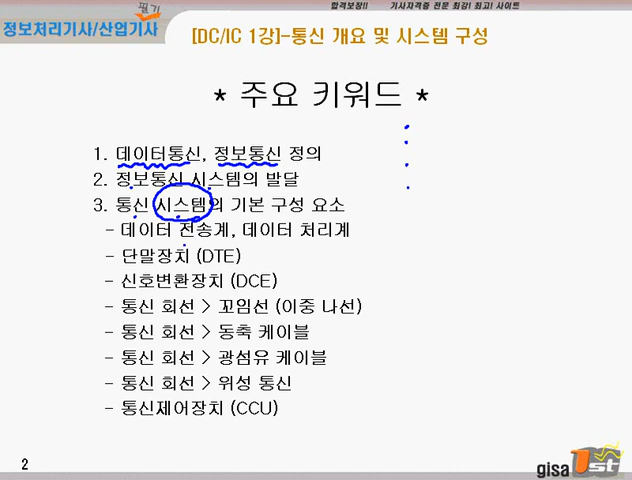 필기
합격보장!! 기사자격증 전문 최강! 최고! 사이트
정보처리기사/산업기사
[DC/IC 1강]-통신 개요 및 시스템 구성
* 주요 키워드 *
1. 데이터통신, 정보통신 정의
2. 정보통신 시스템의 발달
3. 통신 시스템의 기본 구성 요소
- 데이터 전송계, 데이터 처리계
- 단말장치 (DTE)
- 신호변환장치 (DCE)
- 통신 회선 > 꼬임선 (이중 나선)
- 통신 회선 > 동축 케이블
- 통신 회선 > 광섬유 케이블
- 통신 회선 > 위성 통신
- 통신제어장치 (CCU)
2
gisa 1st